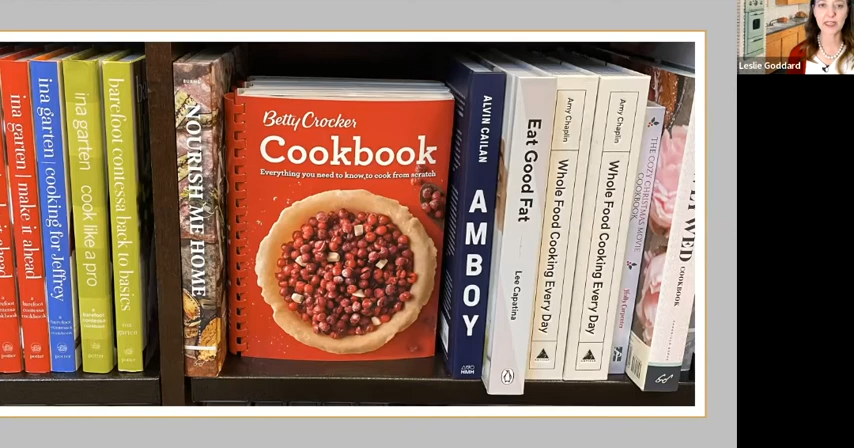 ina garten | make it ahead
ina garten | cooking for Jeffrey
ina garten cook like a pro
barefoot contessa back to basics
NOURISH ME HOME
Betty Crocker
Cookbook
Everything you need to know to cook from scratch
ALVIN CAILAN
AMBOY
Eat Good Fat
Lee Capatina
Amy Chaplin
Whole Food Cooking Every Day
Amy Chaplin
Whole Food Cooking Every Day
THE COZY CHRISTMAS MOVIE
COOKBOOK
WED
COOKBOOK
Leslie Goddard